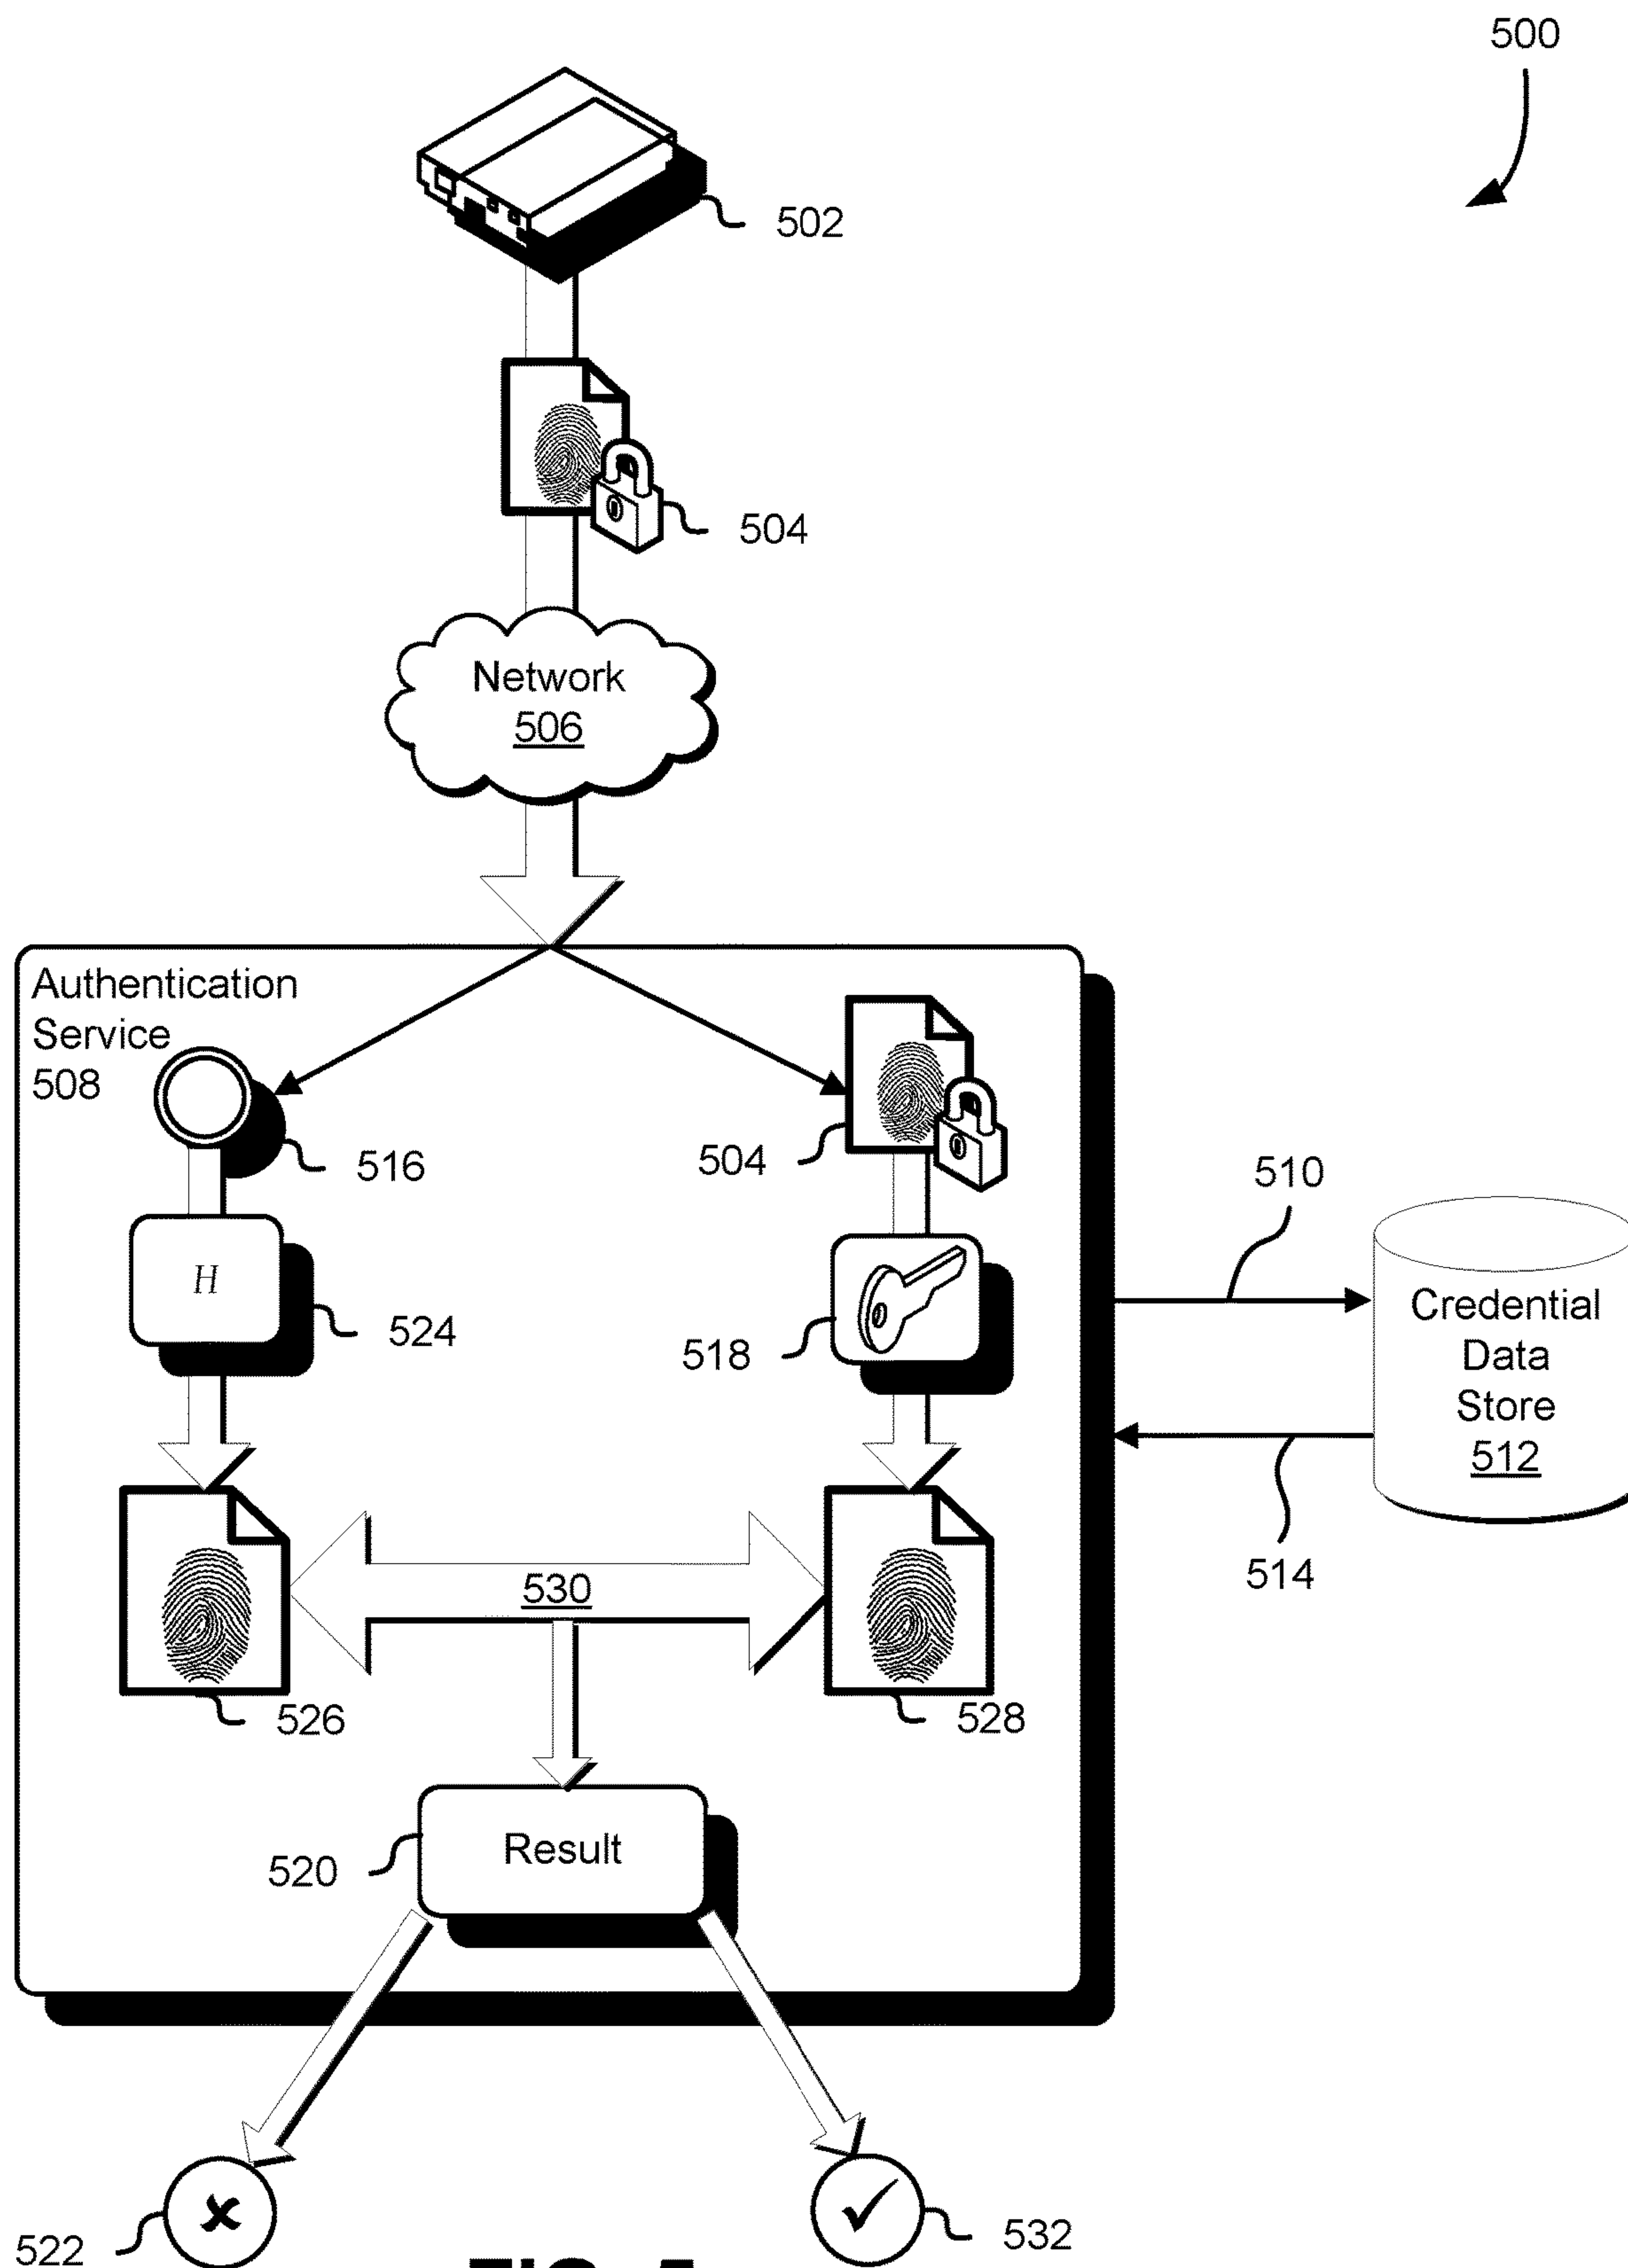 500
502
504
Network
506
Authentication
Service
508
516
504
510
H
524
518
Credential
Data
Store
512
514
530
526
528
Result
520
522
532